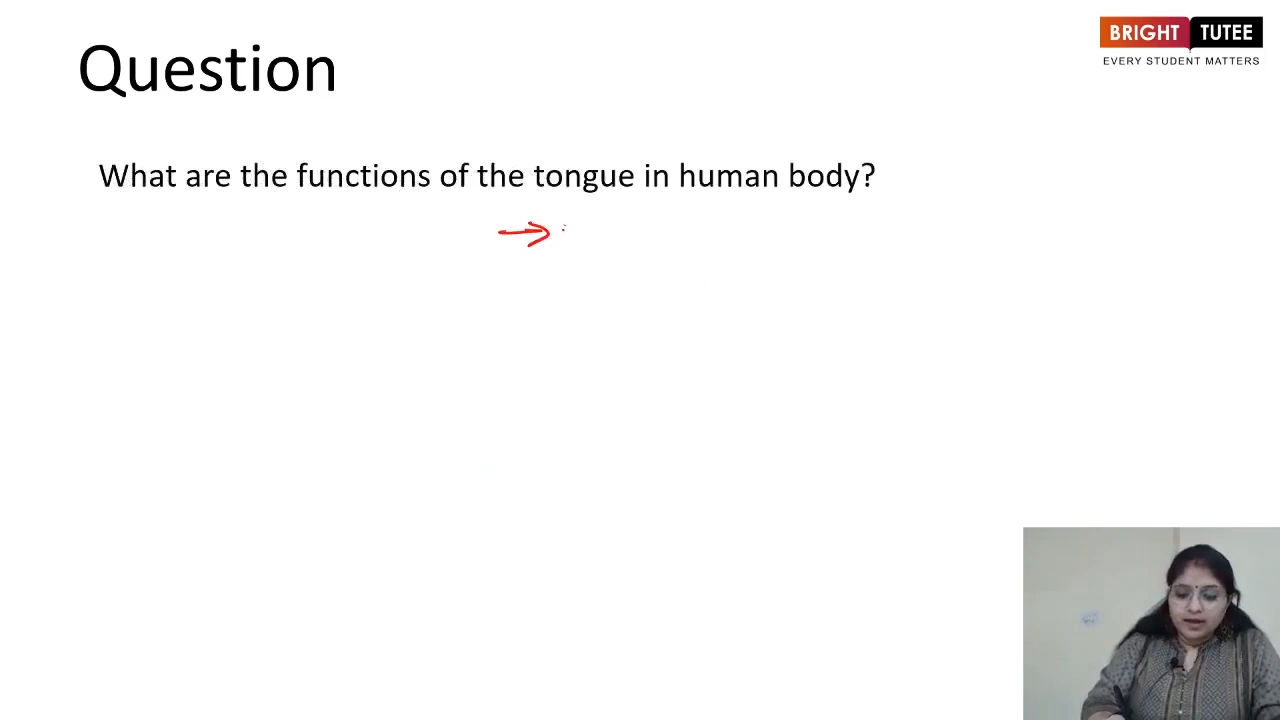 Question
BRIGHT TUTEE
EVERY STUDENT MATTERS
What are the functions of the tongue in human body?